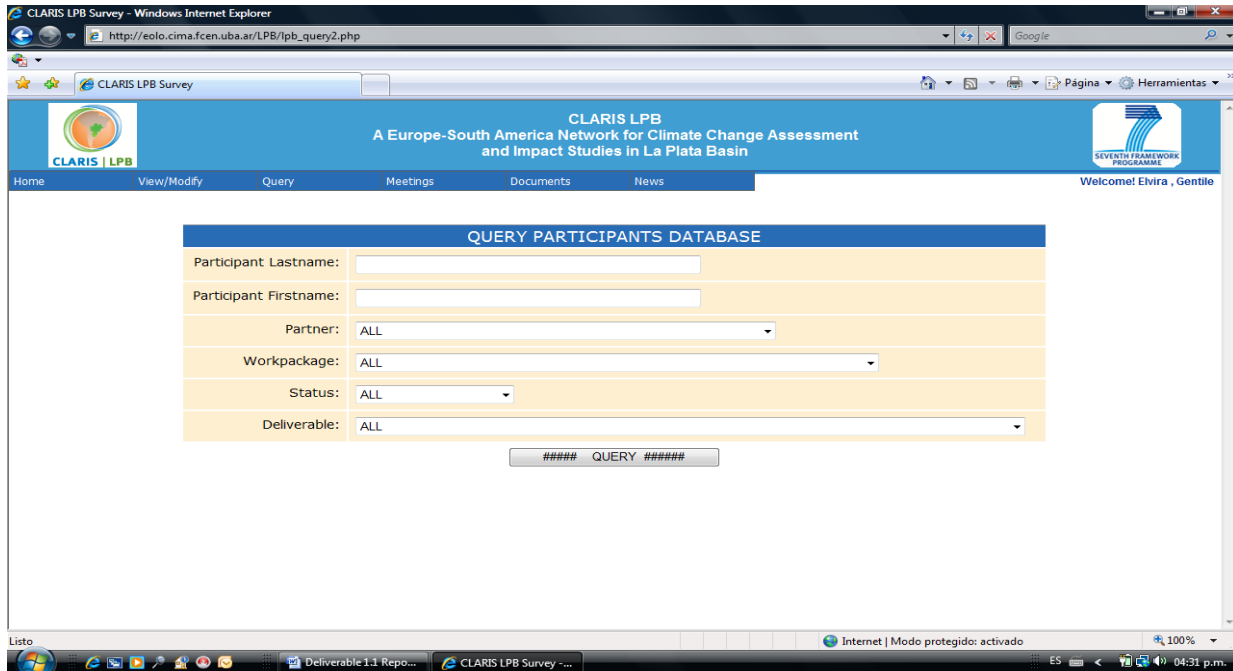 CLARIS LPB Survey - Windows Internet Explorer
http://eolo.cima.fcen.uba.ar/LPB/lpb_query2.php
Google
CLARIS LPB Survey
Página
Herramientas
CLARIS | LPB
CLARIS LPB
A Europe-South America Network for Climate Change Assessment
and Impact Studies in La Plata Basin
SEVENTH FRAMEWORK
PROGRAMME
Home View/Modify Query Meetings Documents News
Welcome! Elvira , Gentile
QUERY PARTICIPANTS DATABASE
Participant Lastname:
Participant Firstname:
Partner: ALL
Workpackage: ALL
Status: ALL
Deliverable: ALL
##### QUERY ######
Listo
Internet | Modo protegido: activado
100%
Deliverable 1.1 Repo...
CLARIS LPB Survey -...
ES
04:31 p.m.